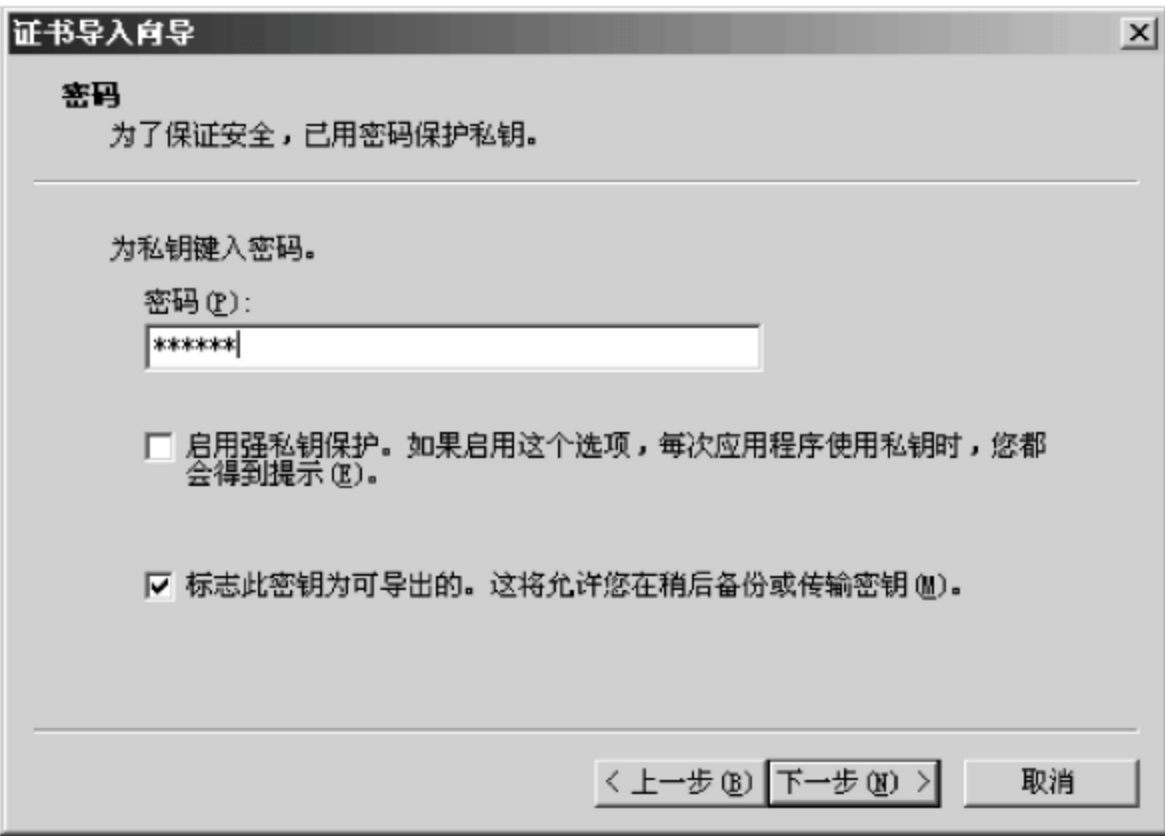 证书导入向导
密码
为了保证安全，已用密码保护私钥。
为私钥键入密码。
密码(P):
******
启用强私钥保护。如果启用这个选项，每次应用程序使用私钥时，您都
会得到提示(E)。
标志此密钥为可导出的。这将允许您在稍后备份或传输密钥(M)。
< 上一步(B) 下一步(N) > 取消